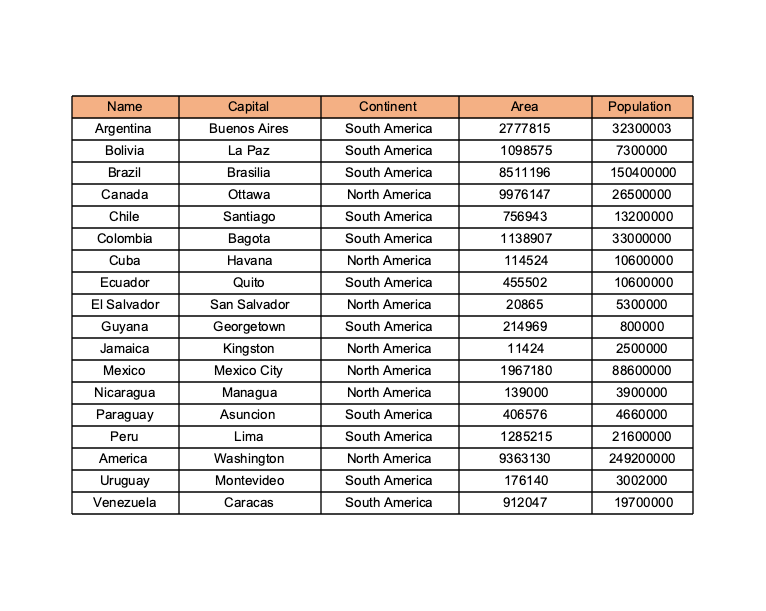 Name Capital Continent Area Population
Argentina Buenos Aires South America 2777815 32300003
Bolivia La Paz South America 1098575 7300000
Brazil Brasilia South America 8511196 150400000
Canada Ottawa North America 9976147 26500000
Chile Santiago South America 756943 13200000
Colombia Bagota South America 1138907 33000000
Cuba Havana North America 114524 10600000
Ecuador Quito South America 455502 10600000
El Salvador San Salvador North America 20865 5300000
Guyana Georgetown South America 214969 800000
Jamaica Kingston North America 11424 2500000
Mexico Mexico City North America 1967180 88600000
Nicaragua Managua North America 139000 3900000
Paraguay Asuncion South America 406576 4660000
Peru Lima South America 1285215 21600000
America Washington North America 9363130 249200000
Uruguay Montevideo South America 176140 3002000
Venezuela Caracas South America 912047 19700000